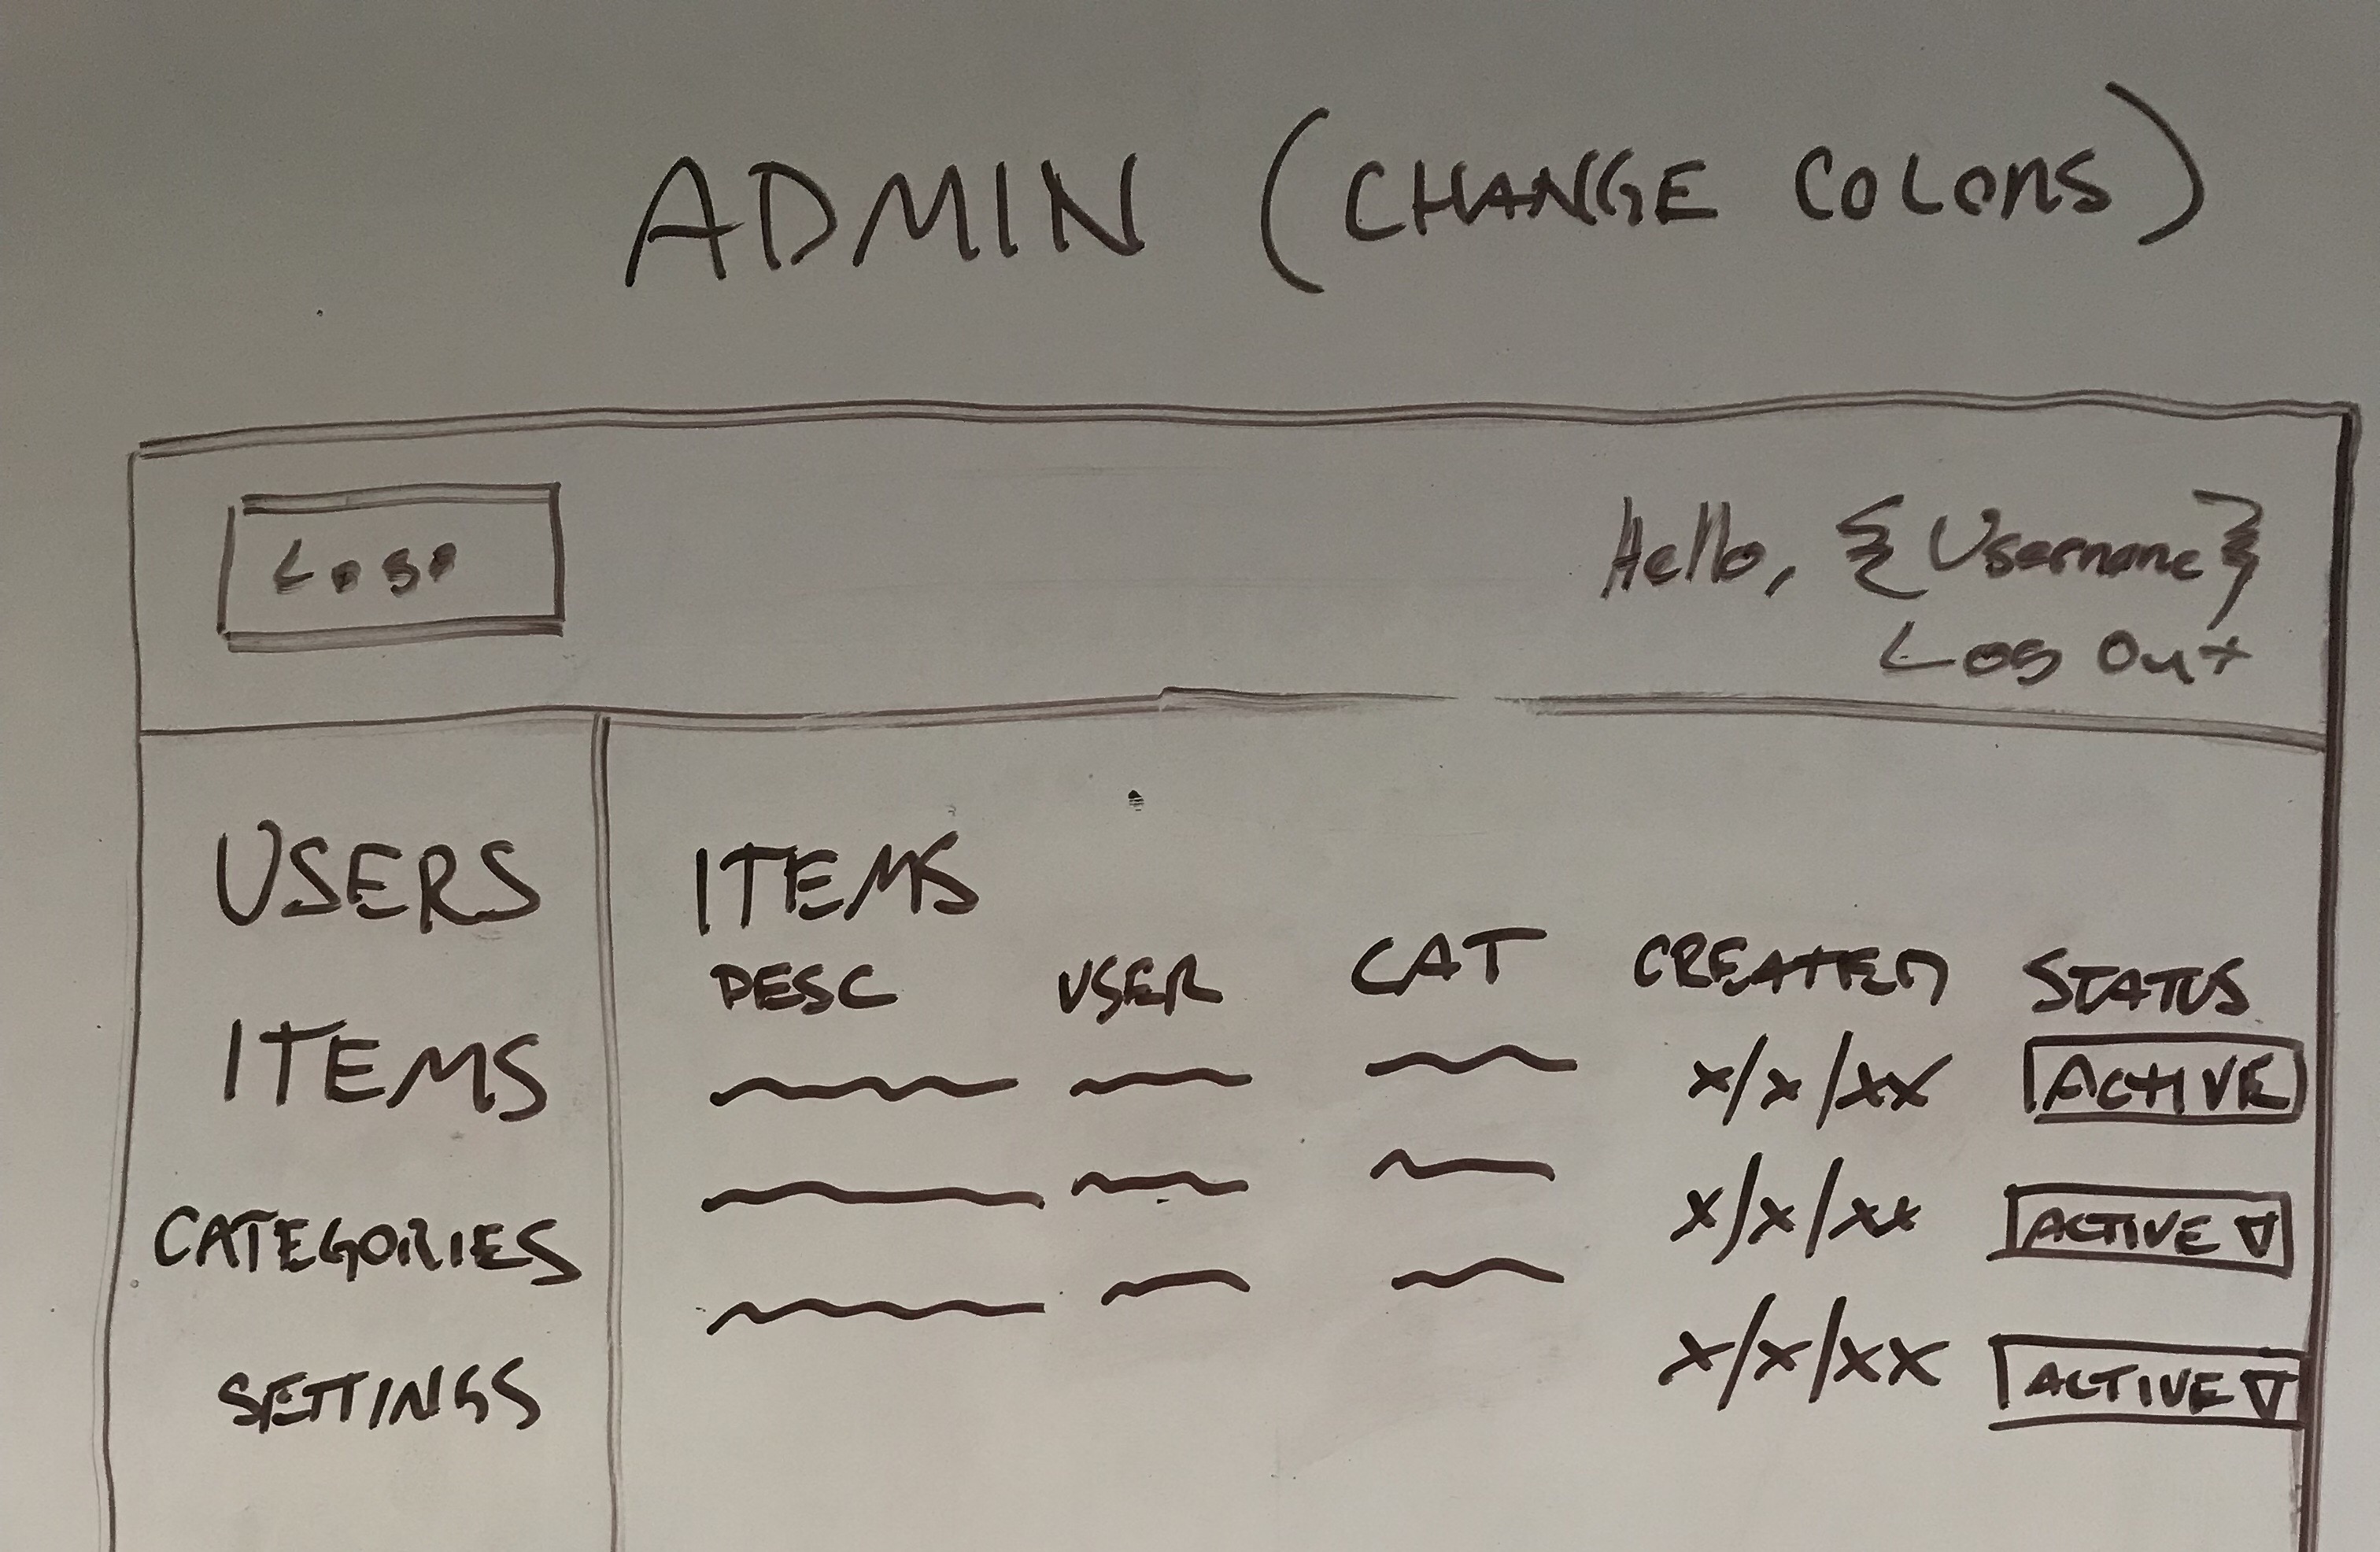 ADMIN (CHANGE COLORS)
Logo
Hello, {Username}
Log Out
USERS
ITEMS
CATEGORIES
SETTINGS
ITEMS
DESC USER CAT CREATED STATUS
x/x/xx ACTIVE
x/x/xx ACTIVE
x/x/xx ACTIVE